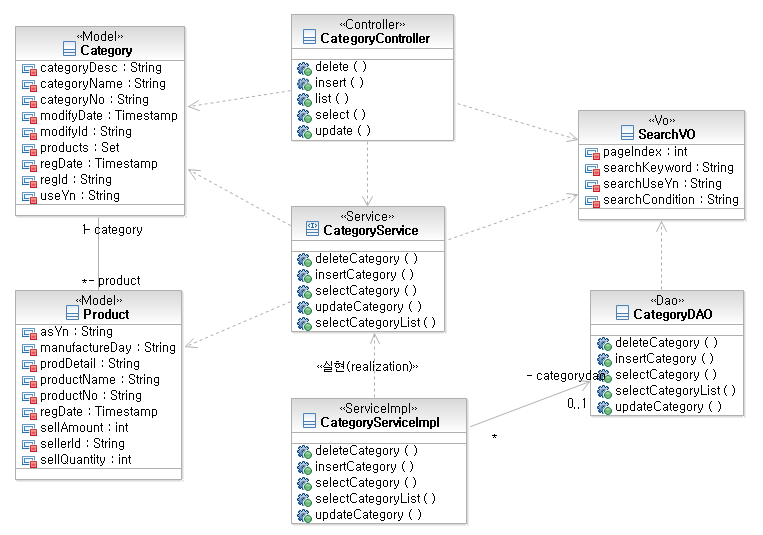 «Model»
Category
categoryDesc : String
categoryName : String
categoryNo : String
modifyDate : Timestamp
modifyId : String
products : Set
regDate : Timestamp
regId : String
useYn : String
«Controller»
CategoryController
delete ( )
insert ( )
list ( )
select ( )
update ( )
«Vo»
SearchVO
pageIndex : int
searchKeyword : String
searchUseYn : String
searchCondition : String
1 - category
* - product
«Service»
CategoryService
deleteCategory ( )
insertCategory ( )
selectCategory ( )
updateCategory ( )
selectCategoryList ( )
«Model»
Product
asYn : String
manufactureDay : String
prodDetail : String
productName : String
productNo : String
regDate : Timestamp
sellAmount : int
sellerId : String
sellQuantity : int
«실현(realization)»
«Dao»
CategoryDAO
deleteCategory ( )
insertCategory ( )
selectCategory ( )
selectCategoryList ( )
updateCategory ( )
- categorydao
0..1
*
«ServiceImpl»
CategoryServiceImpl
deleteCategory ( )
insertCategory ( )
selectCategory ( )
selectCategoryList ( )
updateCategory ( )